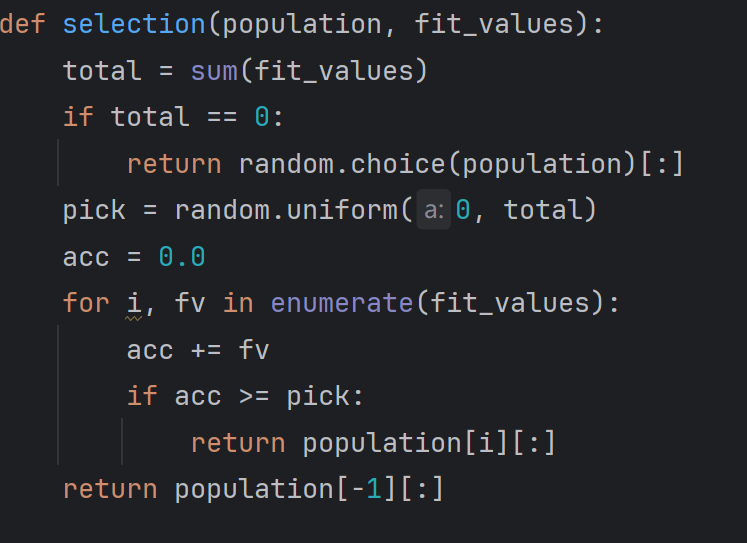 def selection(population, fit_values):
    total = sum(fit_values)
    if total == 0:
        return random.choice(population)[:]
    pick = random.uniform( a: 0, total)
    acc = 0.0
    for i, fv in enumerate(fit_values):
        acc += fv
        if acc >= pick:
            return population[i][:]
    return population[-1][:]